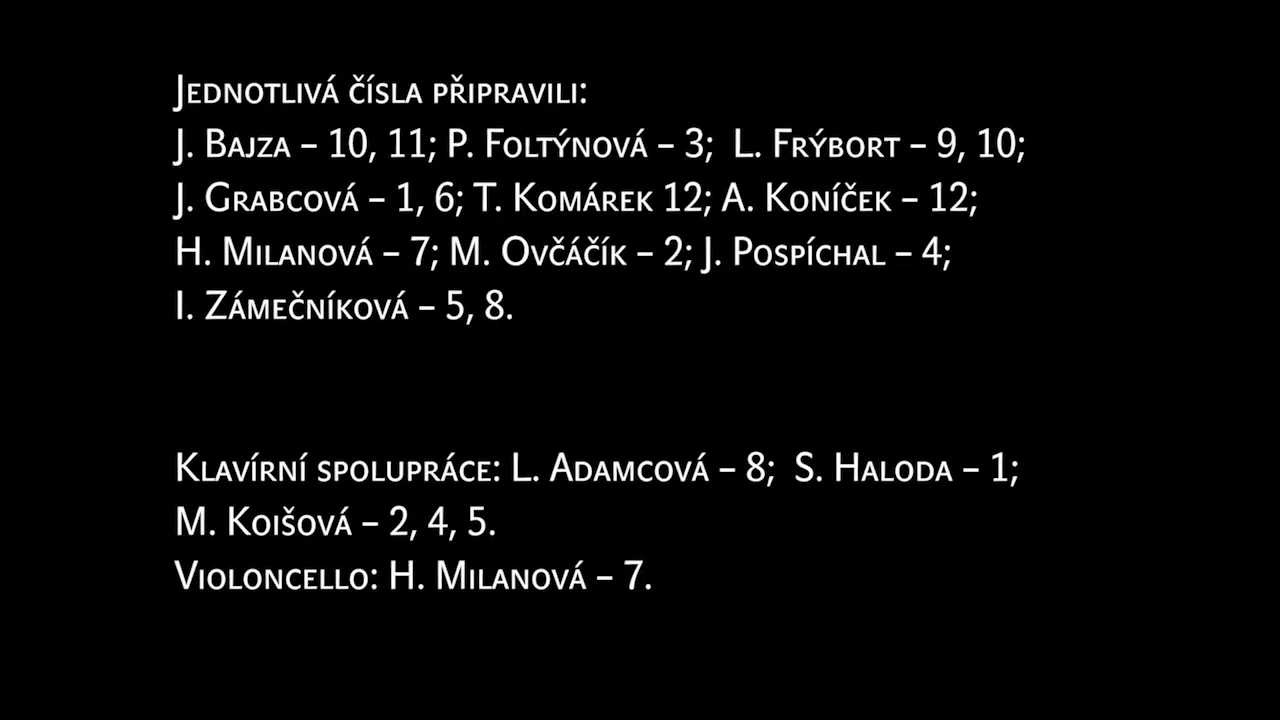 Jednotlivá čísla připravili:
J. Bajza – 10, 11; P. Foltýnová – 3; L. Frýbort – 9, 10;
J. Grabcová – 1, 6; T. Komárek 12; A. Koníček – 12;
H. Milanová – 7; M. Ovčáčík – 2; J. Pospíchal – 4;
I. Zámečníková – 5, 8.
Klavírní spolupráce: L. Adamcová – 8; S. Haloda – 1;
M. Koišová – 2, 4, 5.
Violoncello: H. Milanová – 7.